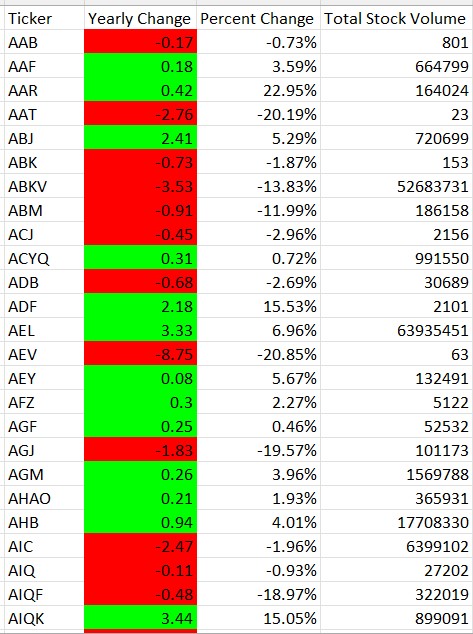 Ticker Yearly Change Percent Change Total Stock Volume
AAB -0.17 -0.73% 801
AAF 0.18 3.59% 664799
AAR 0.42 22.95% 164024
AAT -2.76 -20.19% 23
ABJ 2.41 5.29% 720699
ABK -0.73 -1.87% 153
ABKV -3.53 -13.83% 52683731
ABM -0.91 -11.99% 186158
ACJ -0.45 -2.96% 2156
ACYQ 0.31 0.72% 991550
ADB -0.68 -2.69% 30689
ADF 2.18 15.53% 2101
AEL 3.33 6.96% 63935451
AEV -8.75 -20.85% 63
AEY 0.08 5.67% 132491
AFZ 0.3 2.27% 5122
AGF 0.25 0.46% 52532
AGJ -1.83 -19.57% 101173
AGM 0.26 3.96% 1569788
AHAO 0.21 1.93% 365931
AHB 0.94 4.01% 17708330
AIC -2.47 -1.96% 6399102
AIQ -0.11 -0.93% 27202
AIQF -0.48 -18.97% 322019
AIQK 3.44 15.05% 899091